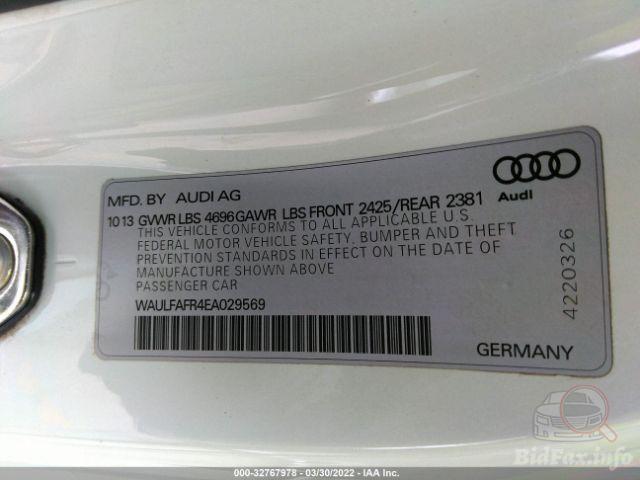 MFD. BY AUDI AG
1013 GVWR LBS 4696 GAWR LBS FRONT 2425/REAR 2381
THIS VEHICLE CONFORMS TO ALL APPLICABLE U.S.
FEDERAL MOTOR VEHICLE SAFETY, BUMPER AND THEFT
PREVENTION STANDARDS IN EFFECT ON THE DATE OF
MANUFACTURE SHOWN ABOVE
PASSENGER CAR
WAULFAFR4EA029569
GERMANY
Audi
4220326
BidFax.info
000-32767978 - 03/30/2022 - IAA Inc.